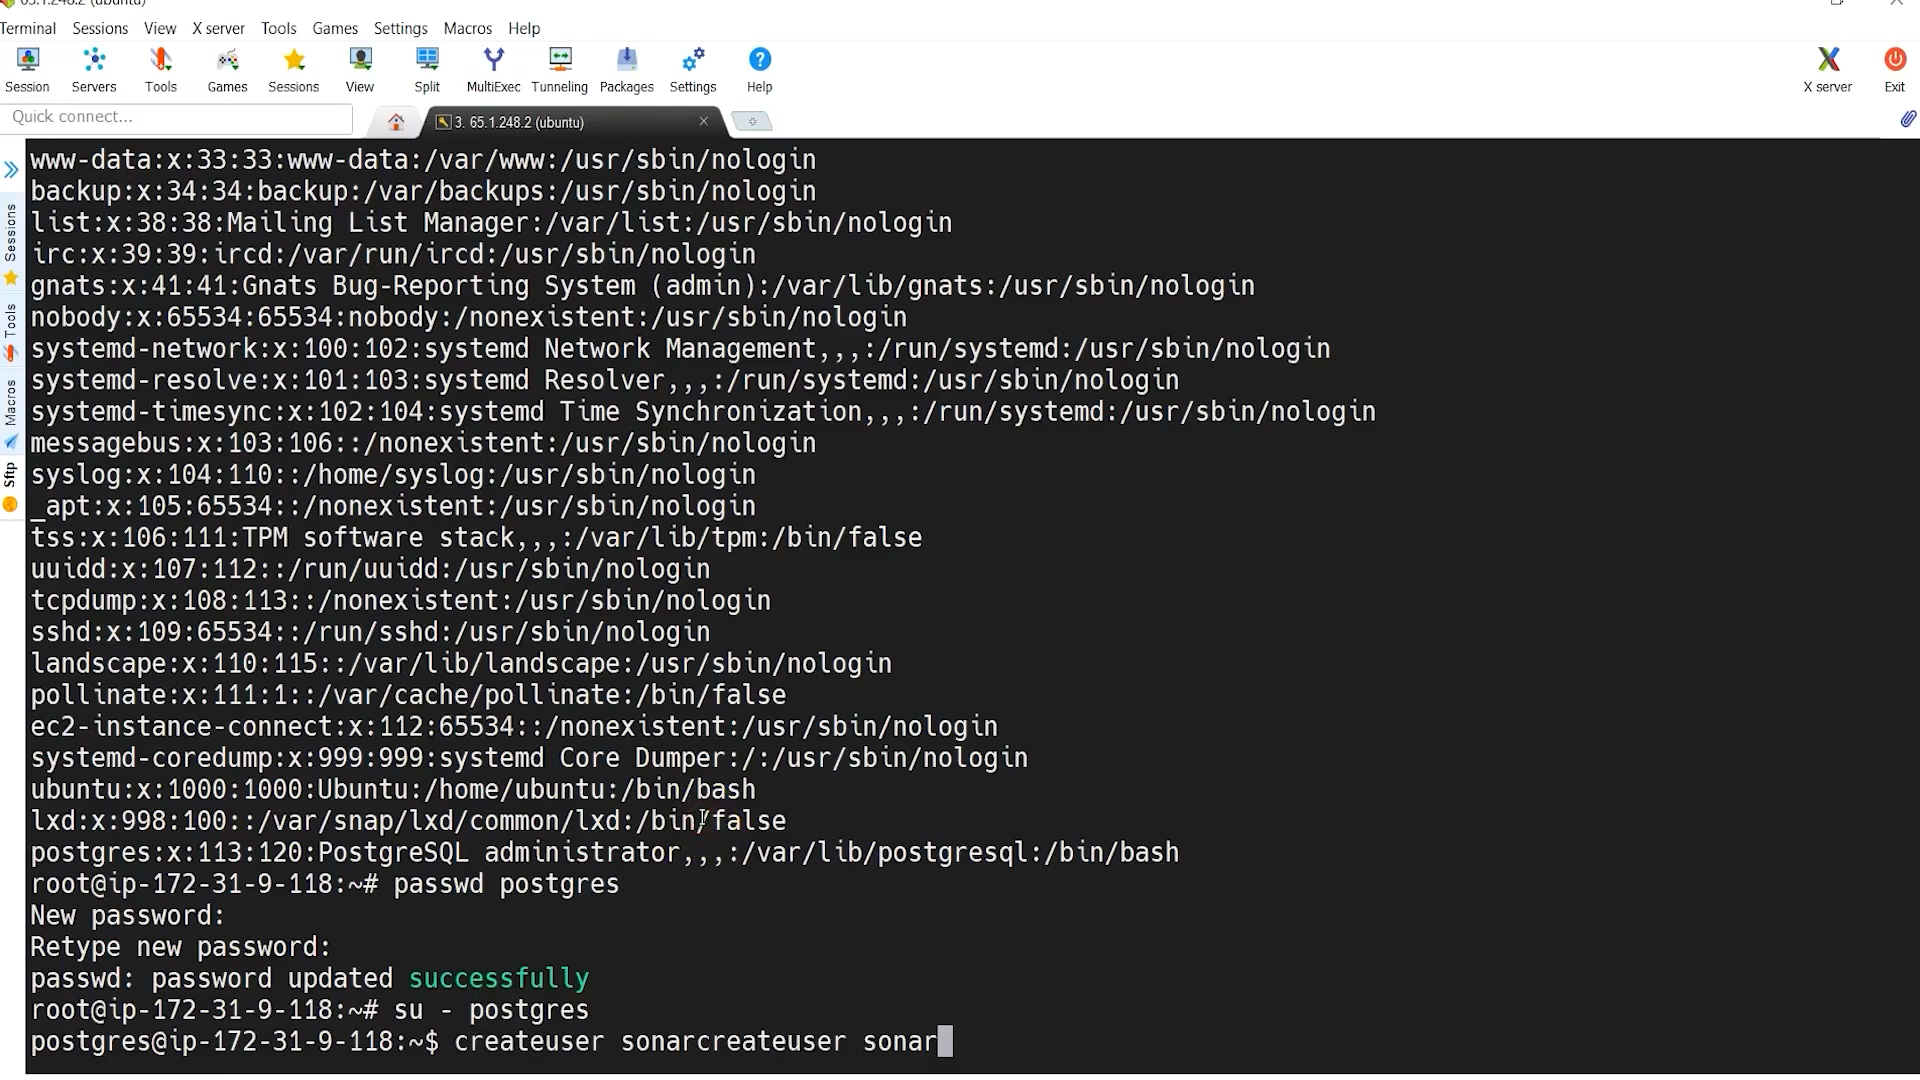 65.1.248.2 (ubuntu)
Terminal Sessions View X server Tools Games Settings Macros Help
Session Servers Tools Games Sessions View Split MultiExec Tunneling Packages Settings Help X server Exit
Quick connect...
3. 65.1.248.2 (ubuntu)
Sessions
Tools
Macros
Sftp
www-data:x:33:33:www-data:/var/www:/usr/sbin/nologin
backup:x:34:34:backup:/var/backups:/usr/sbin/nologin
list:x:38:38:Mailing List Manager:/var/list:/usr/sbin/nologin
irc:x:39:39:ircd:/var/run/ircd:/usr/sbin/nologin
gnats:x:41:41:Gnats Bug-Reporting System (admin):/var/lib/gnats:/usr/sbin/nologin
nobody:x:65534:65534:nobody:/nonexistent:/usr/sbin/nologin
systemd-network:x:100:102:systemd Network Management,,,:/run/systemd:/usr/sbin/nologin
systemd-resolve:x:101:103:systemd Resolver,,,:/run/systemd:/usr/sbin/nologin
systemd-timesync:x:102:104:systemd Time Synchronization,,,:/run/systemd:/usr/sbin/nologin
messagebus:x:103:106::/nonexistent:/usr/sbin/nologin
syslog:x:104:110::/home/syslog:/usr/sbin/nologin
_apt:x:105:65534::/nonexistent:/usr/sbin/nologin
tss:x:106:111:TPM software stack,,,:/var/lib/tpm:/bin/false
uuidd:x:107:112::/run/uuidd:/usr/sbin/nologin
tcpdump:x:108:113::/nonexistent:/usr/sbin/nologin
sshd:x:109:65534::/run/sshd:/usr/sbin/nologin
landscape:x:110:115::/var/lib/landscape:/usr/sbin/nologin
pollinate:x:111:1::/var/cache/pollinate:/bin/false
ec2-instance-connect:x:112:65534::/nonexistent:/usr/sbin/nologin
systemd-coredump:x:999:999:systemd Core Dumper:/:/usr/sbin/nologin
ubuntu:x:1000:1000:Ubuntu:/home/ubuntu:/bin/bash
lxd:x:998:100::/var/snap/lxd/common/lxd:/bin/false
postgres:x:113:120:PostgreSQL administrator,,,:/var/lib/postgresql:/bin/bash
root@ip-172-31-9-118:~# passwd postgres
New password:
Retype new password:
passwd: password updated successfully
root@ip-172-31-9-118:~# su - postgres
postgres@ip-172-31-9-118:~$ createuser sonarcreateuser sonar